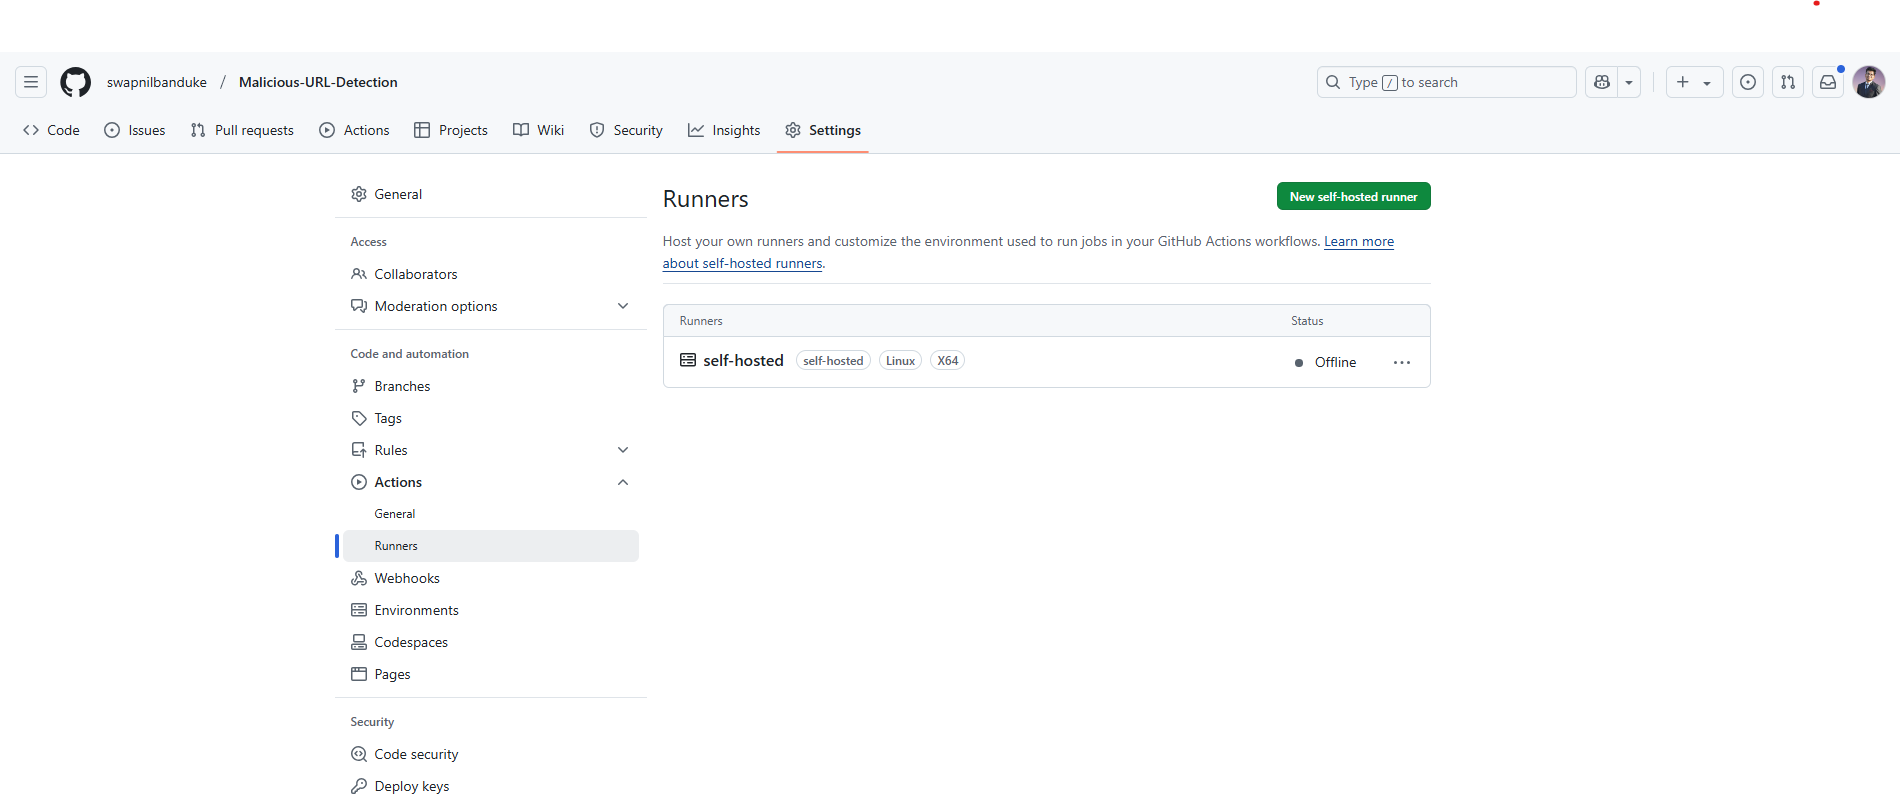 swapnilbanduke / Malicious-URL-Detection
Type / to search
Code Issues Pull requests Actions Projects Wiki Security Insights Settings
General
Access
Collaborators
Moderation options
Code and automation
Branches
Tags
Rules
Actions
General
Runners
Webhooks
Environments
Codespaces
Pages
Security
Code security
Deploy keys
Runners
New self-hosted runner
Host your own runners and customize the environment used to run jobs in your GitHub Actions workflows. Learn more
about self-hosted runners.
Runners Status
self-hosted self-hosted Linux X64 Offline